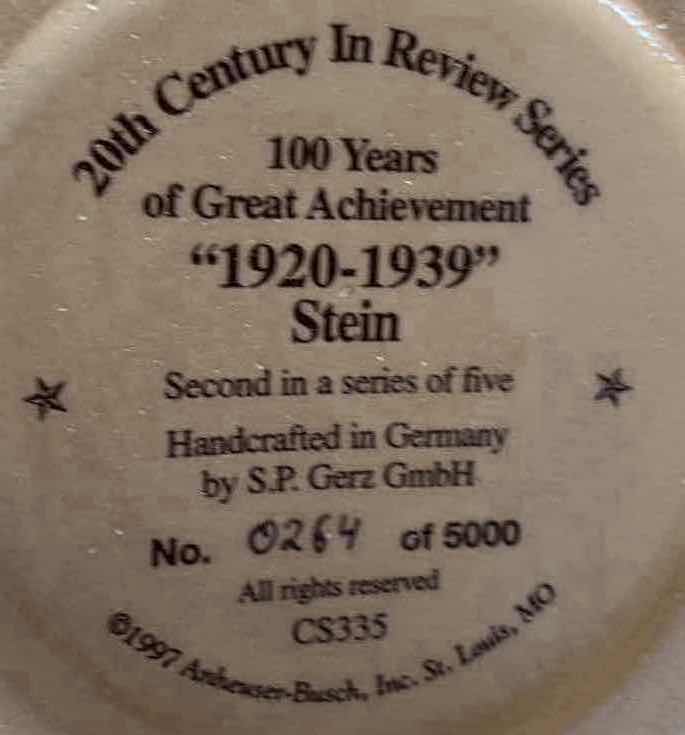 20th Century In Review Series
100 Years
of Great Achievement
“1920-1939”
Stein
Second in a series of five
Handcrafted in Germany
by S.P. Gerz GmbH
No. 0264 of 5000
All rights reserved
CS335
©1997 Anheuser-Busch, Inc. St. Louis, MO